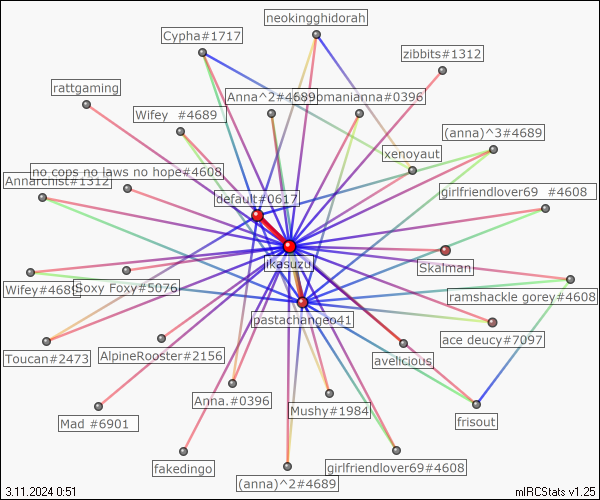 neokingghidorah
Cypha#1717
zibbits#1312
rattgaming
Anna^2#4689
omanianna#0396
Wifey #4689
(anna)^3#4689
xenoyaut
no cops no laws no hope#4608
Annarchist#1312
girlfriendlover69 #4608
default#0617
ikasuzu
Skalman
Wifey#4689
Soxy Foxy#5076
ramshackle gorey#4608
pastachangeo41
ace deucy#7097
Toucan#2473
AlpineRooster#2156
avelicious
Anna.#0396
Mushy#1984
Mad #6901
frisout
fakedingo
girlfriendlover69#4608
(anna)^2#4689
3.11.2024 0:51
mIRCStats v1.25